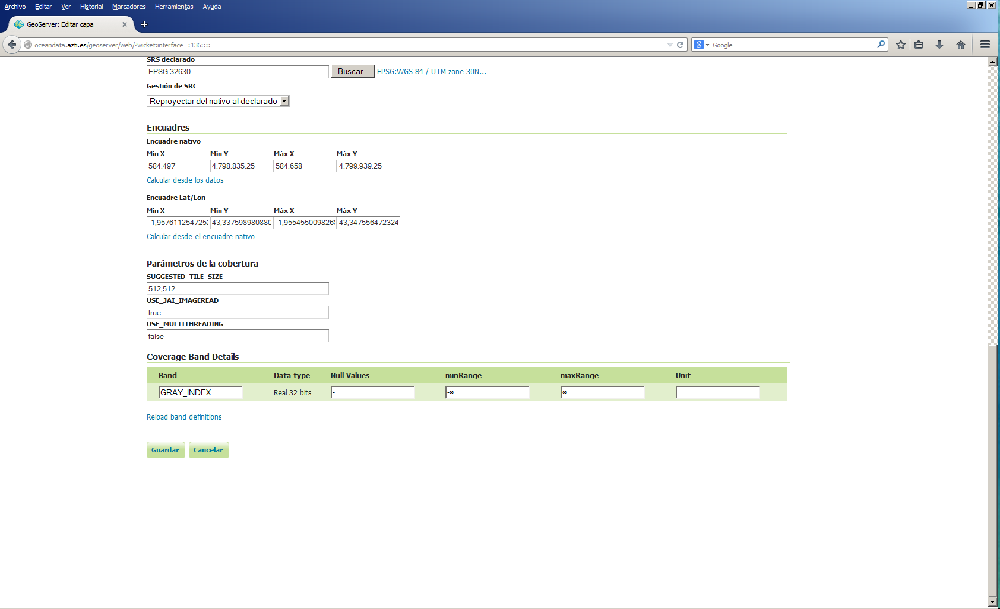 Archivo Editar Ver Historial Marcadores Herramientas Ayuda
GeoServer: Editar capa
oceandata.azti.es/geoserver/web/?wicket:interface=:136::::
Google
SRS declarado
EPSG:32630 Buscar... EPSG:WGS 84 / UTM zone 30N...
Gestión de SRC
Reproyectar del nativo al declarado
Encuadres
Encuadre nativo
Min X Min Y Máx X Máx Y
584.497 4.798.835,25 584.658 4.799.939,25
Calcular desde los datos
Encuadre Lat/Lon
Min X Min Y Máx X Máx Y
-1,9576112547252 43,337598980880 -1,9554550098268 43,347556472324
Calcular desde el encuadre nativo
Parámetros de la cobertura
SUGGESTED_TILE_SIZE
512,512
USE_JAI_IMAGEREAD
true
USE_MULTITHREADING
false
Coverage Band Details
Band Data type Null Values minRange maxRange Unit
GRAY_INDEX Real 32 bits - -∞ ∞
Reload band definitions
Guardar Cancelar